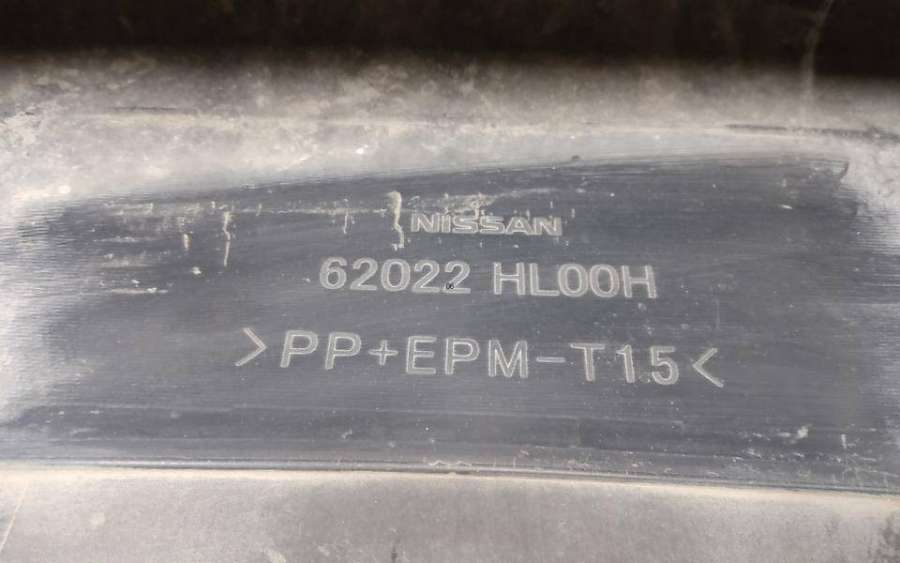 NISSAN
62022 HL00H
>PP+EPM-T15<